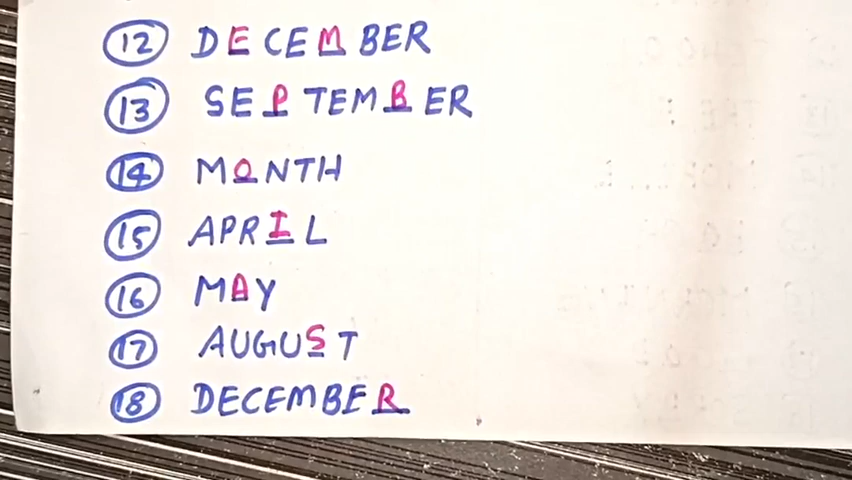 12 DECEMBER
13 SEPTEMBER
14 MONTH
15 APRIL
16 MAY
17 AUGUST
18 DECEMBER